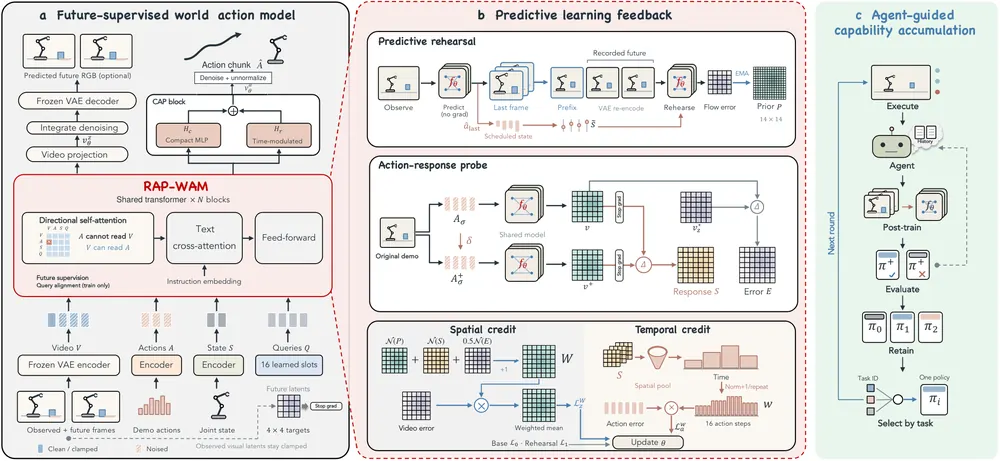 a Future-supervised world action model
Predicted future RGB (optional)
Frozen VAE decoder
Integrate denoising
Video projection
Action chunk Â
Denoise + unnormalize
CAP block
Compact MLP
Time-modulated
RAP-WAM
Shared transformer × N blocks
Directional self-attention
V A S Q
V
A
S
Q
A cannot read V
V can read A
Text
cross-attention
Feed-forward
Future supervision
Query alignment (train only)
Instruction embedding
Video V
Actions A
State S
Queries Q
Frozen VAE encoder
Encoder
Encoder
16 learned slots
Observed + future frames
Demo actions
Joint state
Future latents
Stop grad
4 × 4 targets
Observed visual latents stay clamped
Clean / clamped
Noised
b Predictive learning feedback
Predictive rehearsal
Recorded future
Observe
Predict
(no grad)
Last frame
Prefix
VAE re-encode
Rehearse
Flow error
EMA
Prior P
14 × 14
Scheduled state
Action-response probe
Original demo
Shared model
Stop grad
Stop grad
Response S
Error E
Spatial credit
N(P)
N(S)
0.5N(E)
+
+
+1
W
Video error
Weighted mean
Temporal credit
S
Spatial pool
Time
Norm+1/repeat
w
Action error
16 action steps
Base L₀ · Rehearsal L₁
Update θ
c Agent-guided
capability accumulation
Execute
History
Agent
Post-train
Evaluate
π₀
π₁
π₂
Retain
Task ID
One policy
πᵢ
Select by task
Next round